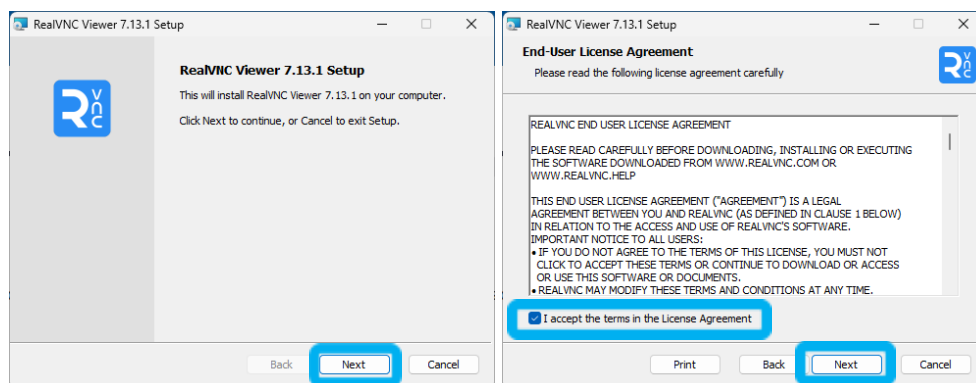 RealVNC Viewer 7.13.1 Setup
RealVNC Viewer 7.13.1 Setup
This will install RealVNC Viewer 7.13.1 on your computer.
Click Next to continue, or Cancel to exit Setup.
R V
N
C
Back Next Cancel
RealVNC Viewer 7.13.1 Setup
End-User License Agreement
Please read the following license agreement carefully
R V
N
C
REALVNC END USER LICENSE AGREEMENT
PLEASE READ CAREFULLY BEFORE DOWNLOADING, INSTALLING OR EXECUTING
THE SOFTWARE DOWNLOADED FROM WWW.REALVNC.COM OR
WWW.REALVNC.HELP
THIS END USER LICENSE AGREEMENT ("AGREEMENT") IS A LEGAL
AGREEMENT BETWEEN YOU AND REALVNC (AS DEFINED IN CLAUSE 1 BELOW)
IN RELATION TO THE ACCESS AND USE OF REALVNC'S SOFTWARE.
IMPORTANT NOTICE TO ALL USERS:
• IF YOU DO NOT AGREE TO THE TERMS OF THIS LICENSE, YOU MUST NOT
CLICK TO ACCEPT THESE TERMS OR CONTINUE TO DOWNLOAD OR ACCESS
OR USE THIS SOFTWARE OR DOCUMENTS.
• REALVNC MAY MODIFY THESE TERMS AND CONDITIONS AT ANY TIME.
I accept the terms in the License Agreement
Print Back Next Cancel